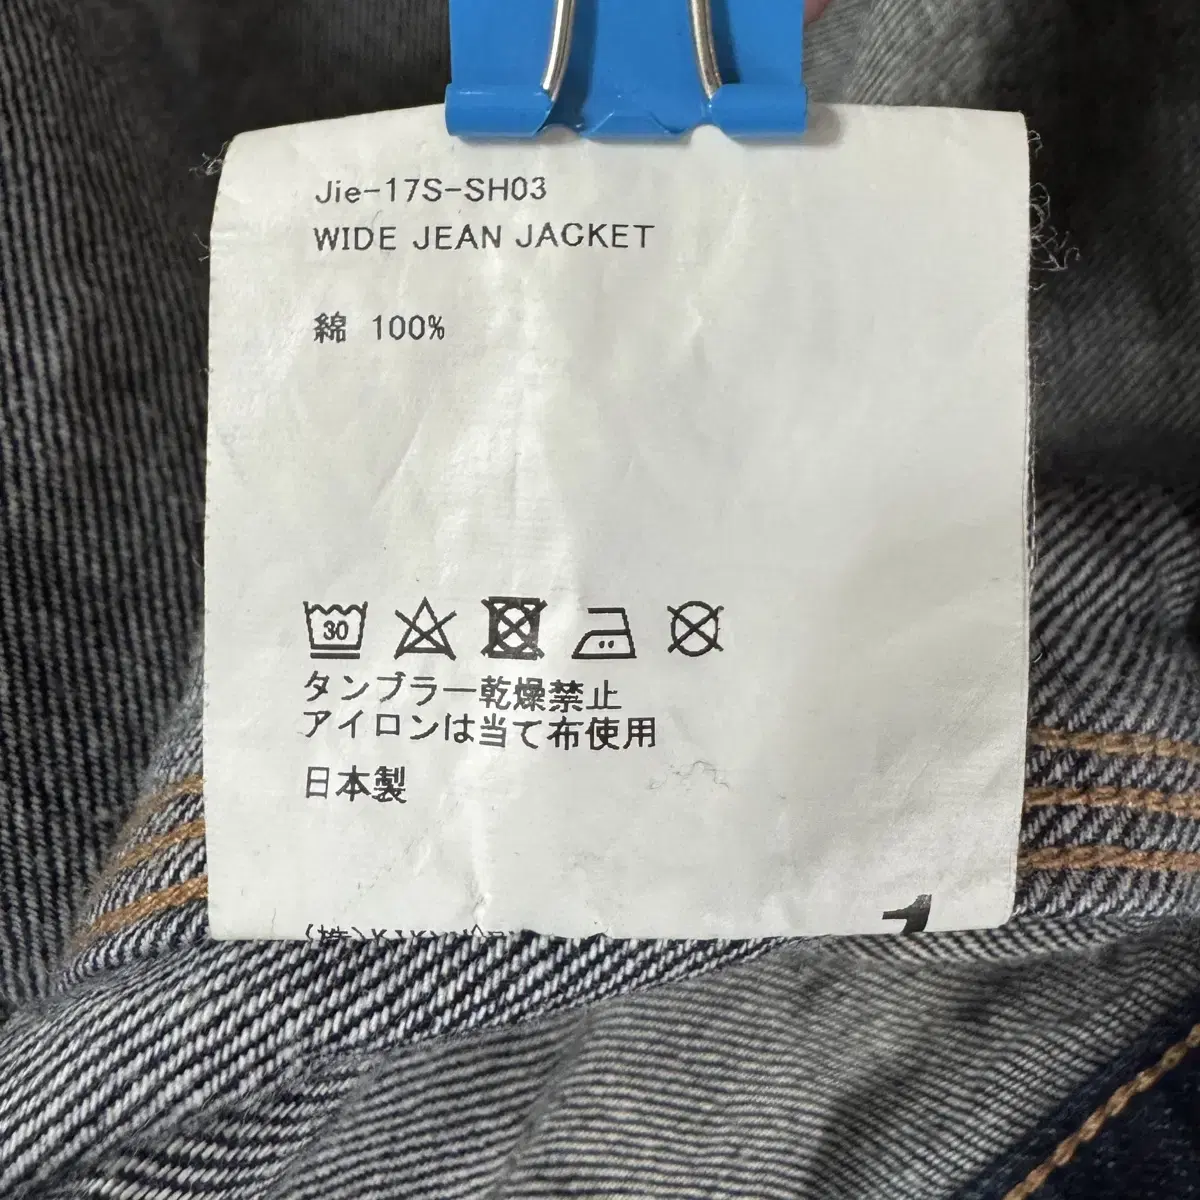 Jie-17S-SH03
WIDE JEAN JACKET
綿 100%
30
タンブラー乾燥禁止
アイロンは当て布使用
日本製